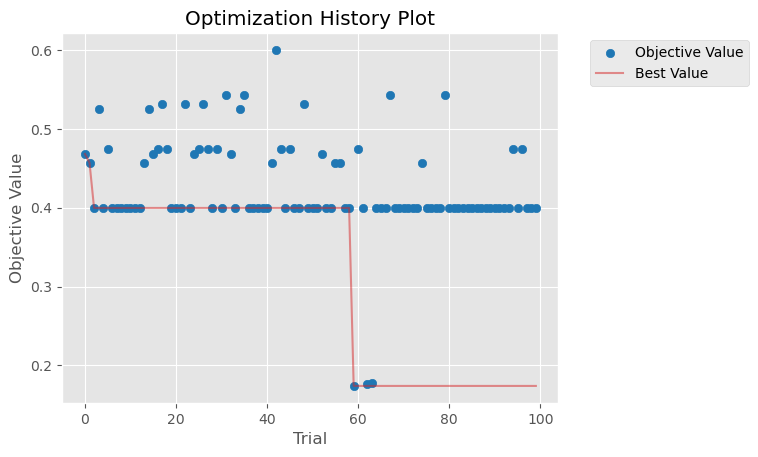 Optimization History Plot
Objective Value
Best Value
0.6
0.5
0.4
0.3
0.2
Objective Value
0
20
40
60
80
100
Trial